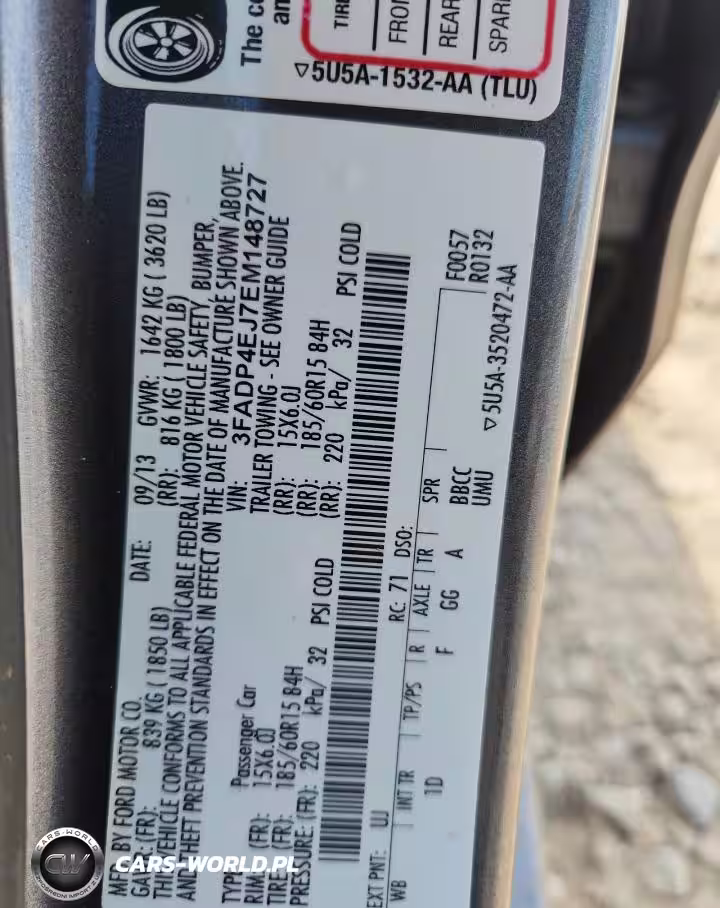 The co
an
TIRE
FRON
REAR
SPARE
▽5U5A-1532-AA (TLU)
MFD. BY FORD MOTOR CO. DATE: 09/13 GVWR: 1642 KG ( 3620 LB)
(FR): 839 KG ( 1850 LB) (RR): 816 KG ( 1800 LB)
THIS VEHICLE CONFORMS TO ALL APPLICABLE FEDERAL MOTOR VEHICLE SAFETY, BUMPER,
AND THEFT PREVENTION STANDARDS IN EFFECT ON THE DATE OF MANUFACTURE SHOWN ABOVE.
VIN: 3FADP4EJ7EM148727
TYPE: Passenger Car TRAILER TOWING - SEE OWNER GUIDE
RIM: (FR): 15X6.0J (RR): 15X6.0J
TIRE: (FR): 185/60R15 84H (RR): 185/60R15 84H
PRESSURE: (FR): 220 kPa/ 32 PSI COLD (RR): 220 kPa/ 32 PSI COLD
EXT PNT: UJ RC: 71 DSO: F0057
WB INT TR TP/PS R AXLE TR SPR R0132
1D F GG A BBCC
UMU
▽5U5A-3520472-AA
CARS-WORLD
CW
CARS-WORLD.PL